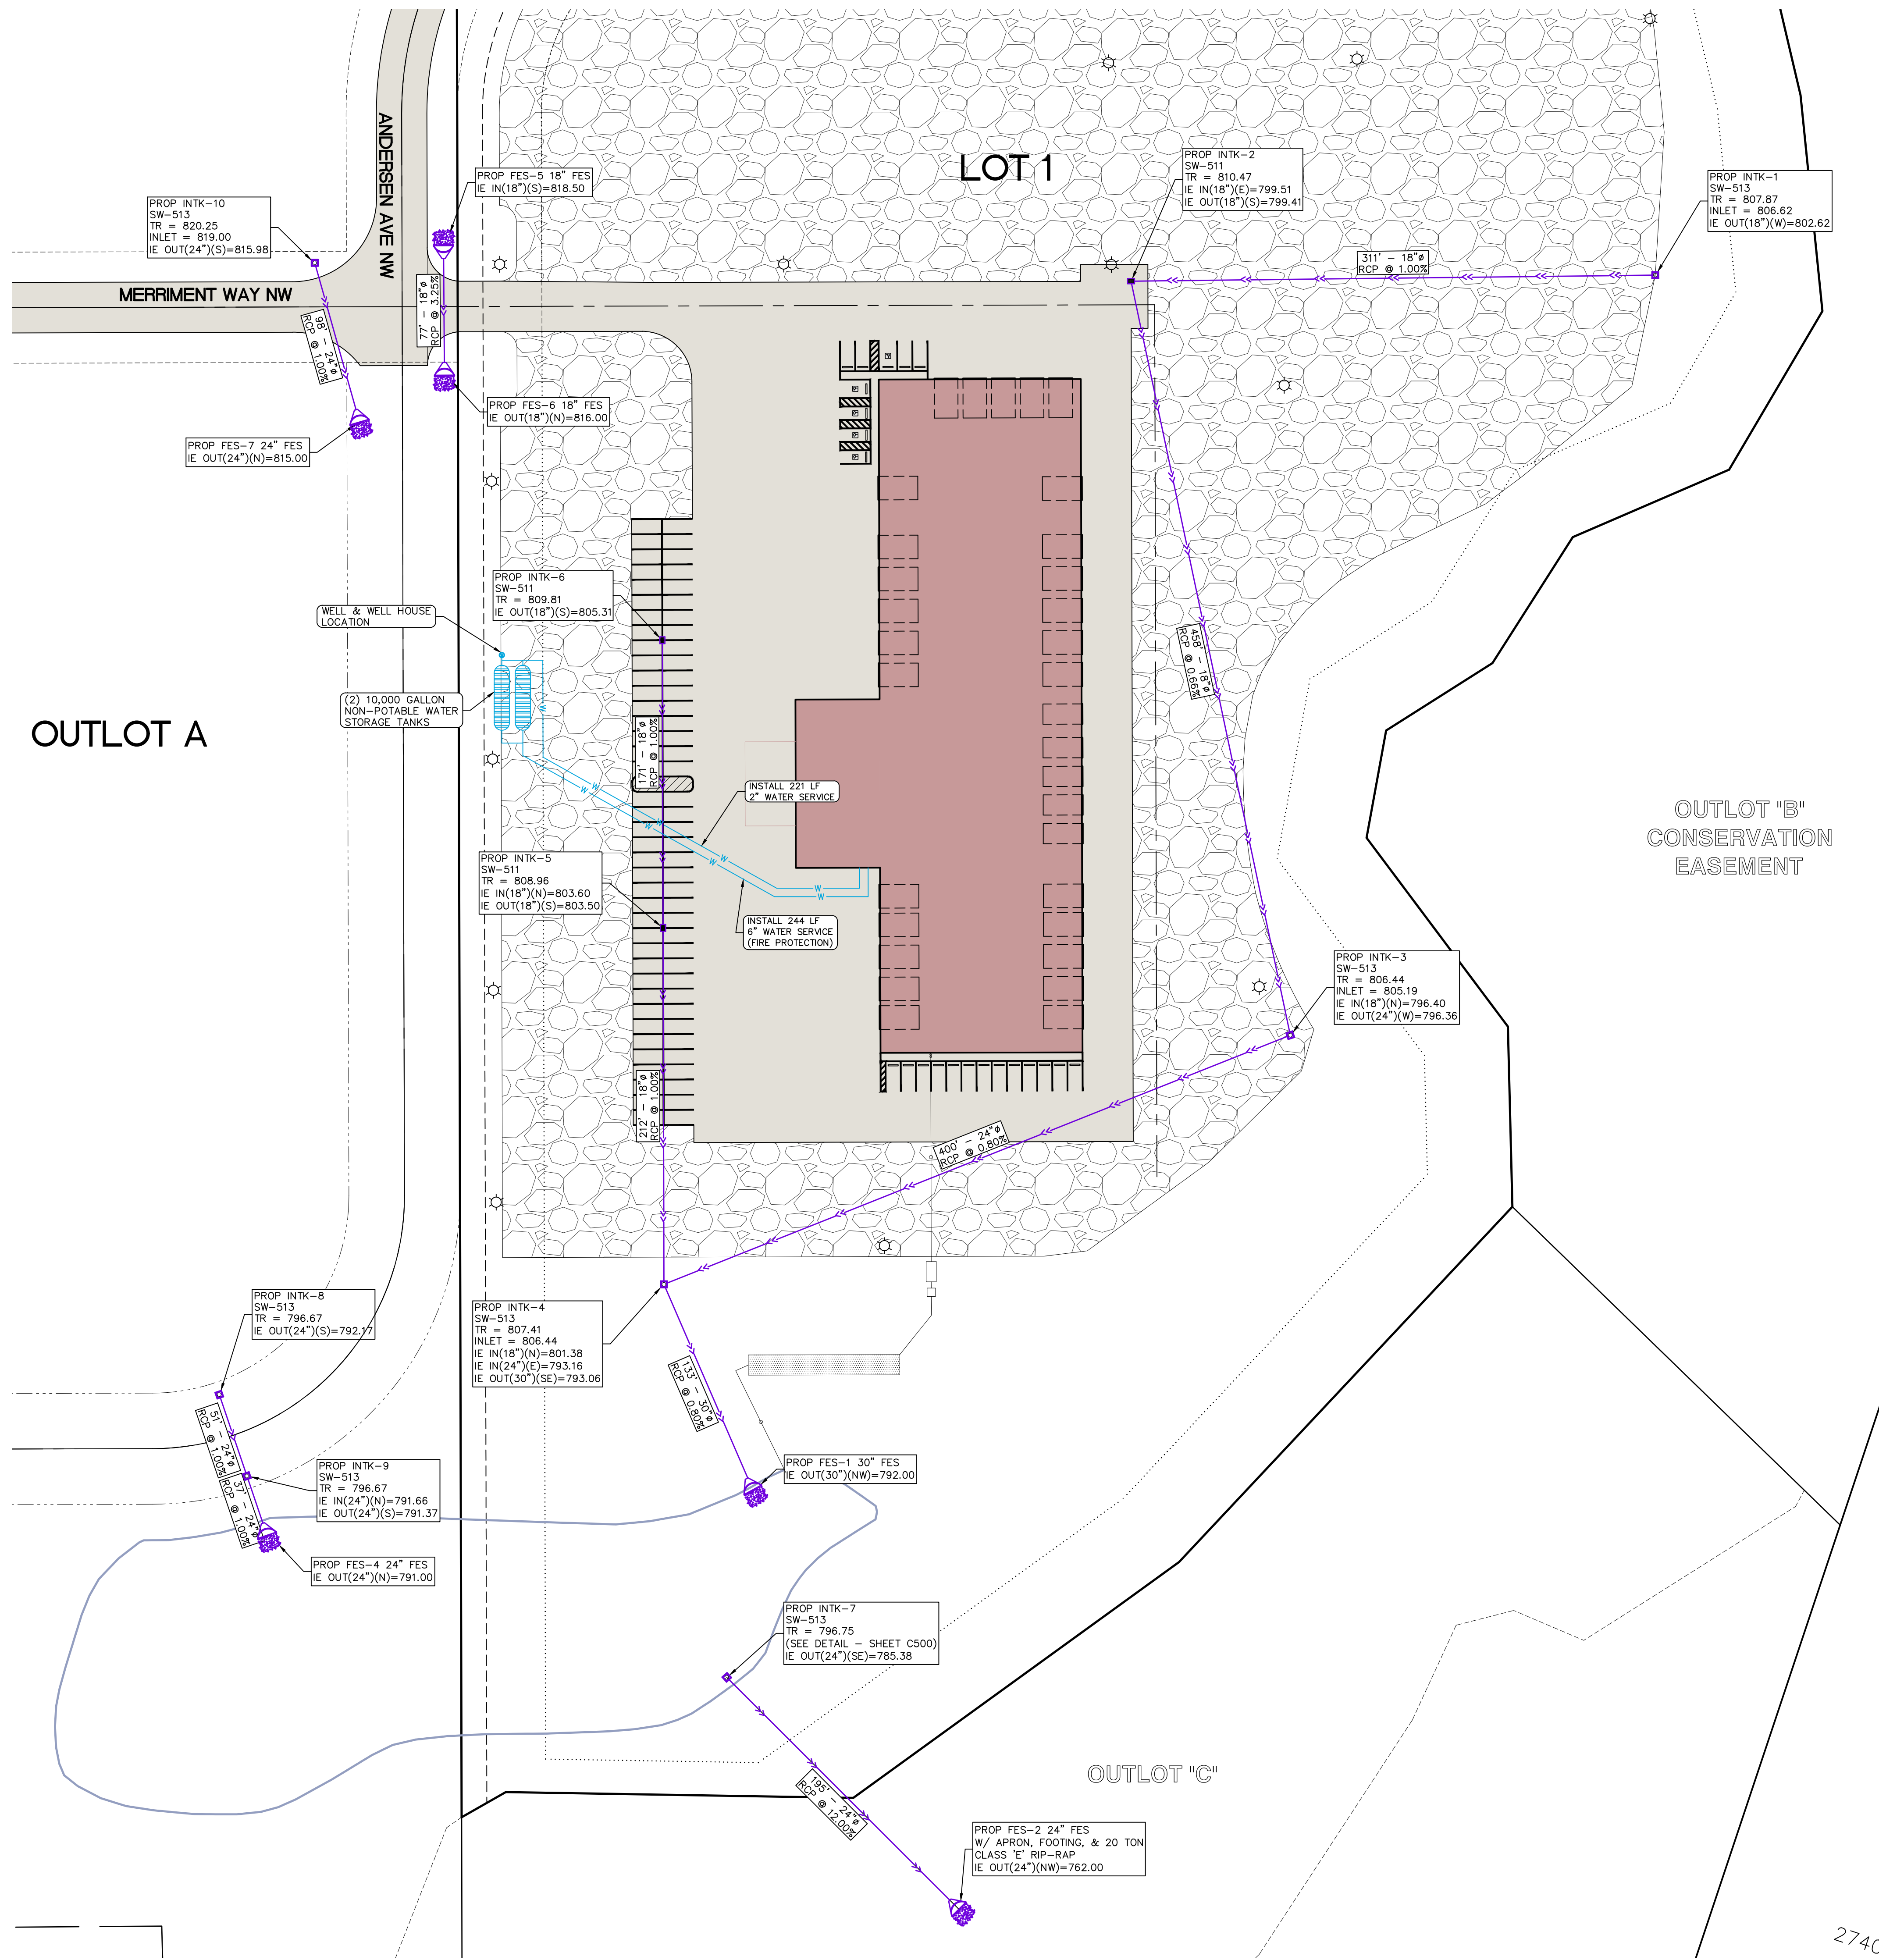 LOT 1
ANDERSEN AVE NW
MERRIMENT WAY NW
PROP FES-5 18" FES
IE IN(18")(S)=818.50
PROP INTK-2
SW-511
TR = 810.47
IE IN(18")(E)=799.51
IE OUT(18")(S)=799.41
PROP INTK-1
SW-513
TR = 807.87
INLET = 806.62
IE OUT(18")(W)=802.62
PROP INTK-10
SW-513
TR = 820.25
INLET = 819.00
IE OUT(24")(S)=815.98
311' - 18"ø
RCP @ 1.00%
77' - 18"ø
RCP @ 3.25%
98' - 24"ø
RCP @ 1.00%
PROP FES-6 18" FES
IE OUT(18")(N)=816.00
PROP FES-7 24" FES
IE OUT(24")(N)=815.00
PROP INTK-6
SW-511
TR = 809.81
IE OUT(18")(S)=805.31
WELL & WELL HOUSE
LOCATION
(2) 10,000 GALLON
NON-POTABLE WATER
STORAGE TANKS
458' - 18"ø
RCP @ 0.66%
OUTLOT A
171' - 18"ø
RCP @ 1.00%
W
W
W
W
W
W
W
W
W
INSTALL 221 LF
2" WATER SERVICE
OUTLOT "B"
CONSERVATION
EASEMENT
PROP INTK-5
SW-511
TR = 808.96
IE IN(18")(N)=803.60
IE OUT(18")(S)=803.50
INSTALL 244 LF
6" WATER SERVICE
(FIRE PROTECTION)
PROP INTK-3
SW-513
TR = 806.44
INLET = 805.19
IE IN(18")(N)=796.40
IE OUT(24")(W)=796.36
212' - 18"ø
RCP @ 1.00%
400' - 24"ø
RCP @ 0.80%
PROP INTK-8
SW-513
TR = 796.67
IE OUT(24")(S)=792.17
PROP INTK-4
SW-513
TR = 807.41
INLET = 806.44
IE IN(18")(N)=801.38
IE IN(24")(E)=793.16
IE OUT(30")(SE)=793.06
133' - 30"ø
RCP @ 0.80%
51' - 24"ø
RCP @ 1.00%
37' - 24"ø
RCP @ 1.00%
PROP INTK-9
SW-513
TR = 796.67
IE IN(24")(N)=791.66
IE OUT(24")(S)=791.37
PROP FES-1 30" FES
IE OUT(30")(NW)=792.00
PROP FES-4 24" FES
IE OUT(24")(N)=791.00
PROP INTK-7
SW-513
TR = 796.75
(SEE DETAIL - SHEET C500)
IE OUT(24")(SE)=785.38
195' - 24"ø
RCP @ 12.00%
OUTLOT "C"
PROP FES-2 24" FES
W/ APRON, FOOTING, & 20 TON
CLASS 'E' RIP-RAP
IE OUT(24")(NW)=762.00